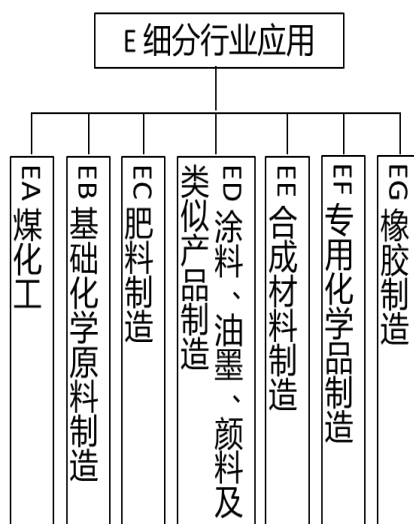 E 细分行业应用
EA 煤化工
EB 基础化学原料制造
EC 肥料制造
ED 涂料、油墨、颜料及
类似产品制造
EE 合成材料制造
EF 专用化学品制造
EG 橡胶制造